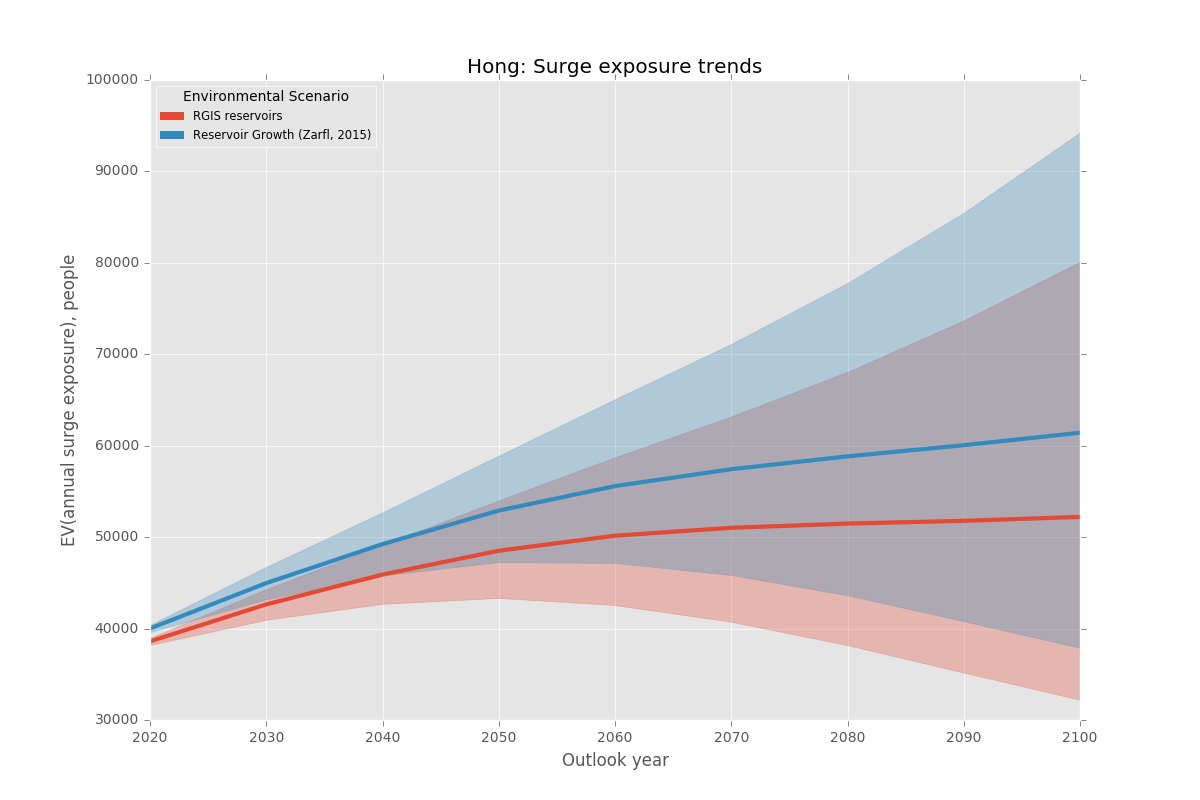 Hong: Surge exposure trends
Environmental Scenario
RGIS reservoirs
Reservoir Growth (Zarfl, 2015)
EV(annual surge exposure), people
100000
90000
80000
70000
60000
50000
40000
30000
2020 2030 2040 2050 2060 2070 2080 2090 2100
Outlook year